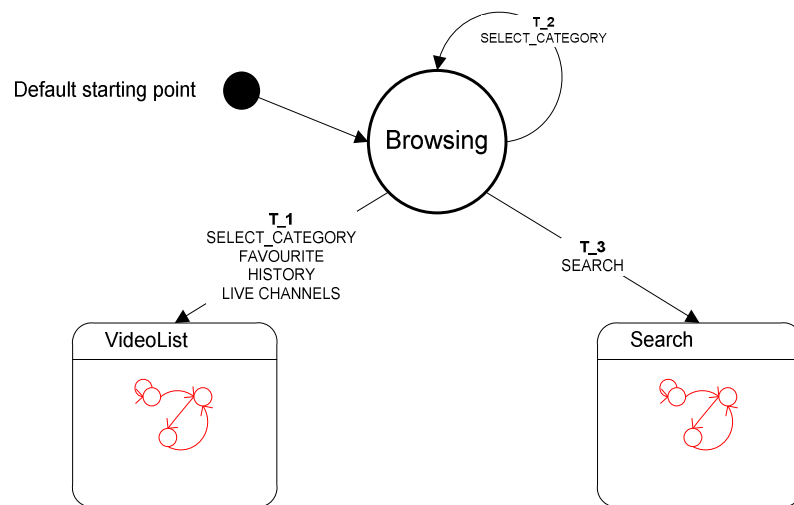 T_2
SELECT_CATEGORY
Default starting point
Browsing
T_1
SELECT_CATEGORY
FAVOURITE
HISTORY
LIVE CHANNELS
T_3
SEARCH
VideoList
Search